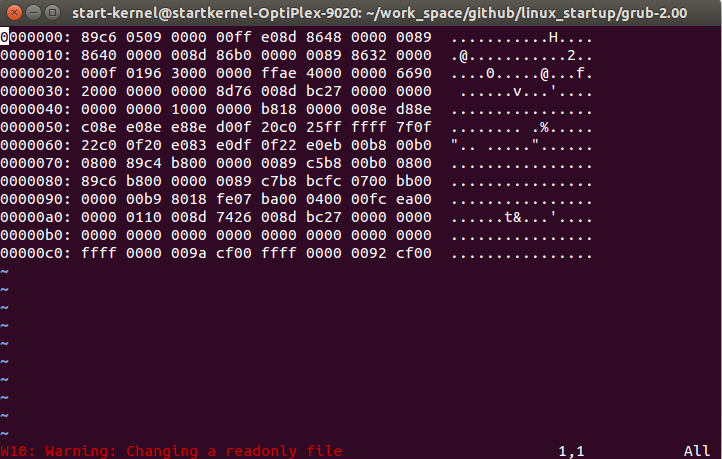 start-kernel@startkernel-OptiPlex-9020: ~/work_space/github/linux_startup/grub-2.00
0000000: 89c6 0509 0000 00ff e08d 8648 0000 0089  ...........H....
0000010: 8640 0000 008d 86b0 0000 0089 8632 0000  .@...........2..
0000020: 000f 0196 3000 0000 ffae 4000 0000 6690  ....0.....@...f.
0000030: 2000 0000 0000 8d76 008d bc27 0000 0000   ......v...'....
0000040: 0000 0000 1000 0000 b818 0000 008e d88e  ................
0000050: c08e e08e e88e d00f 20c0 25ff ffff 7f0f  ........ .%.....
0000060: 22c0 0f20 e083 e0df 0f22 e0eb 00b8 00b0  ".. ....."......
0000070: 0800 89c4 b800 0000 0089 c5b8 00b0 0800  ................
0000080: 89c6 b800 0000 0089 c7b8 bcfc 0700 bb00  ................
0000090: 0000 00b9 8018 fe07 ba00 0400 00fc ea00  ................
00000a0: 0000 0110 008d 7426 008d bc27 0000 0000  ......t&...'....
00000b0: 0000 0000 0000 0000 0000 0000 0000 0000  ................
00000c0: ffff 0000 009a cf00 ffff 0000 0092 cf00  ................
~
~
~
~
~
~
~
~
~
~
W10: Warning: Changing a readonly file 1,1 All